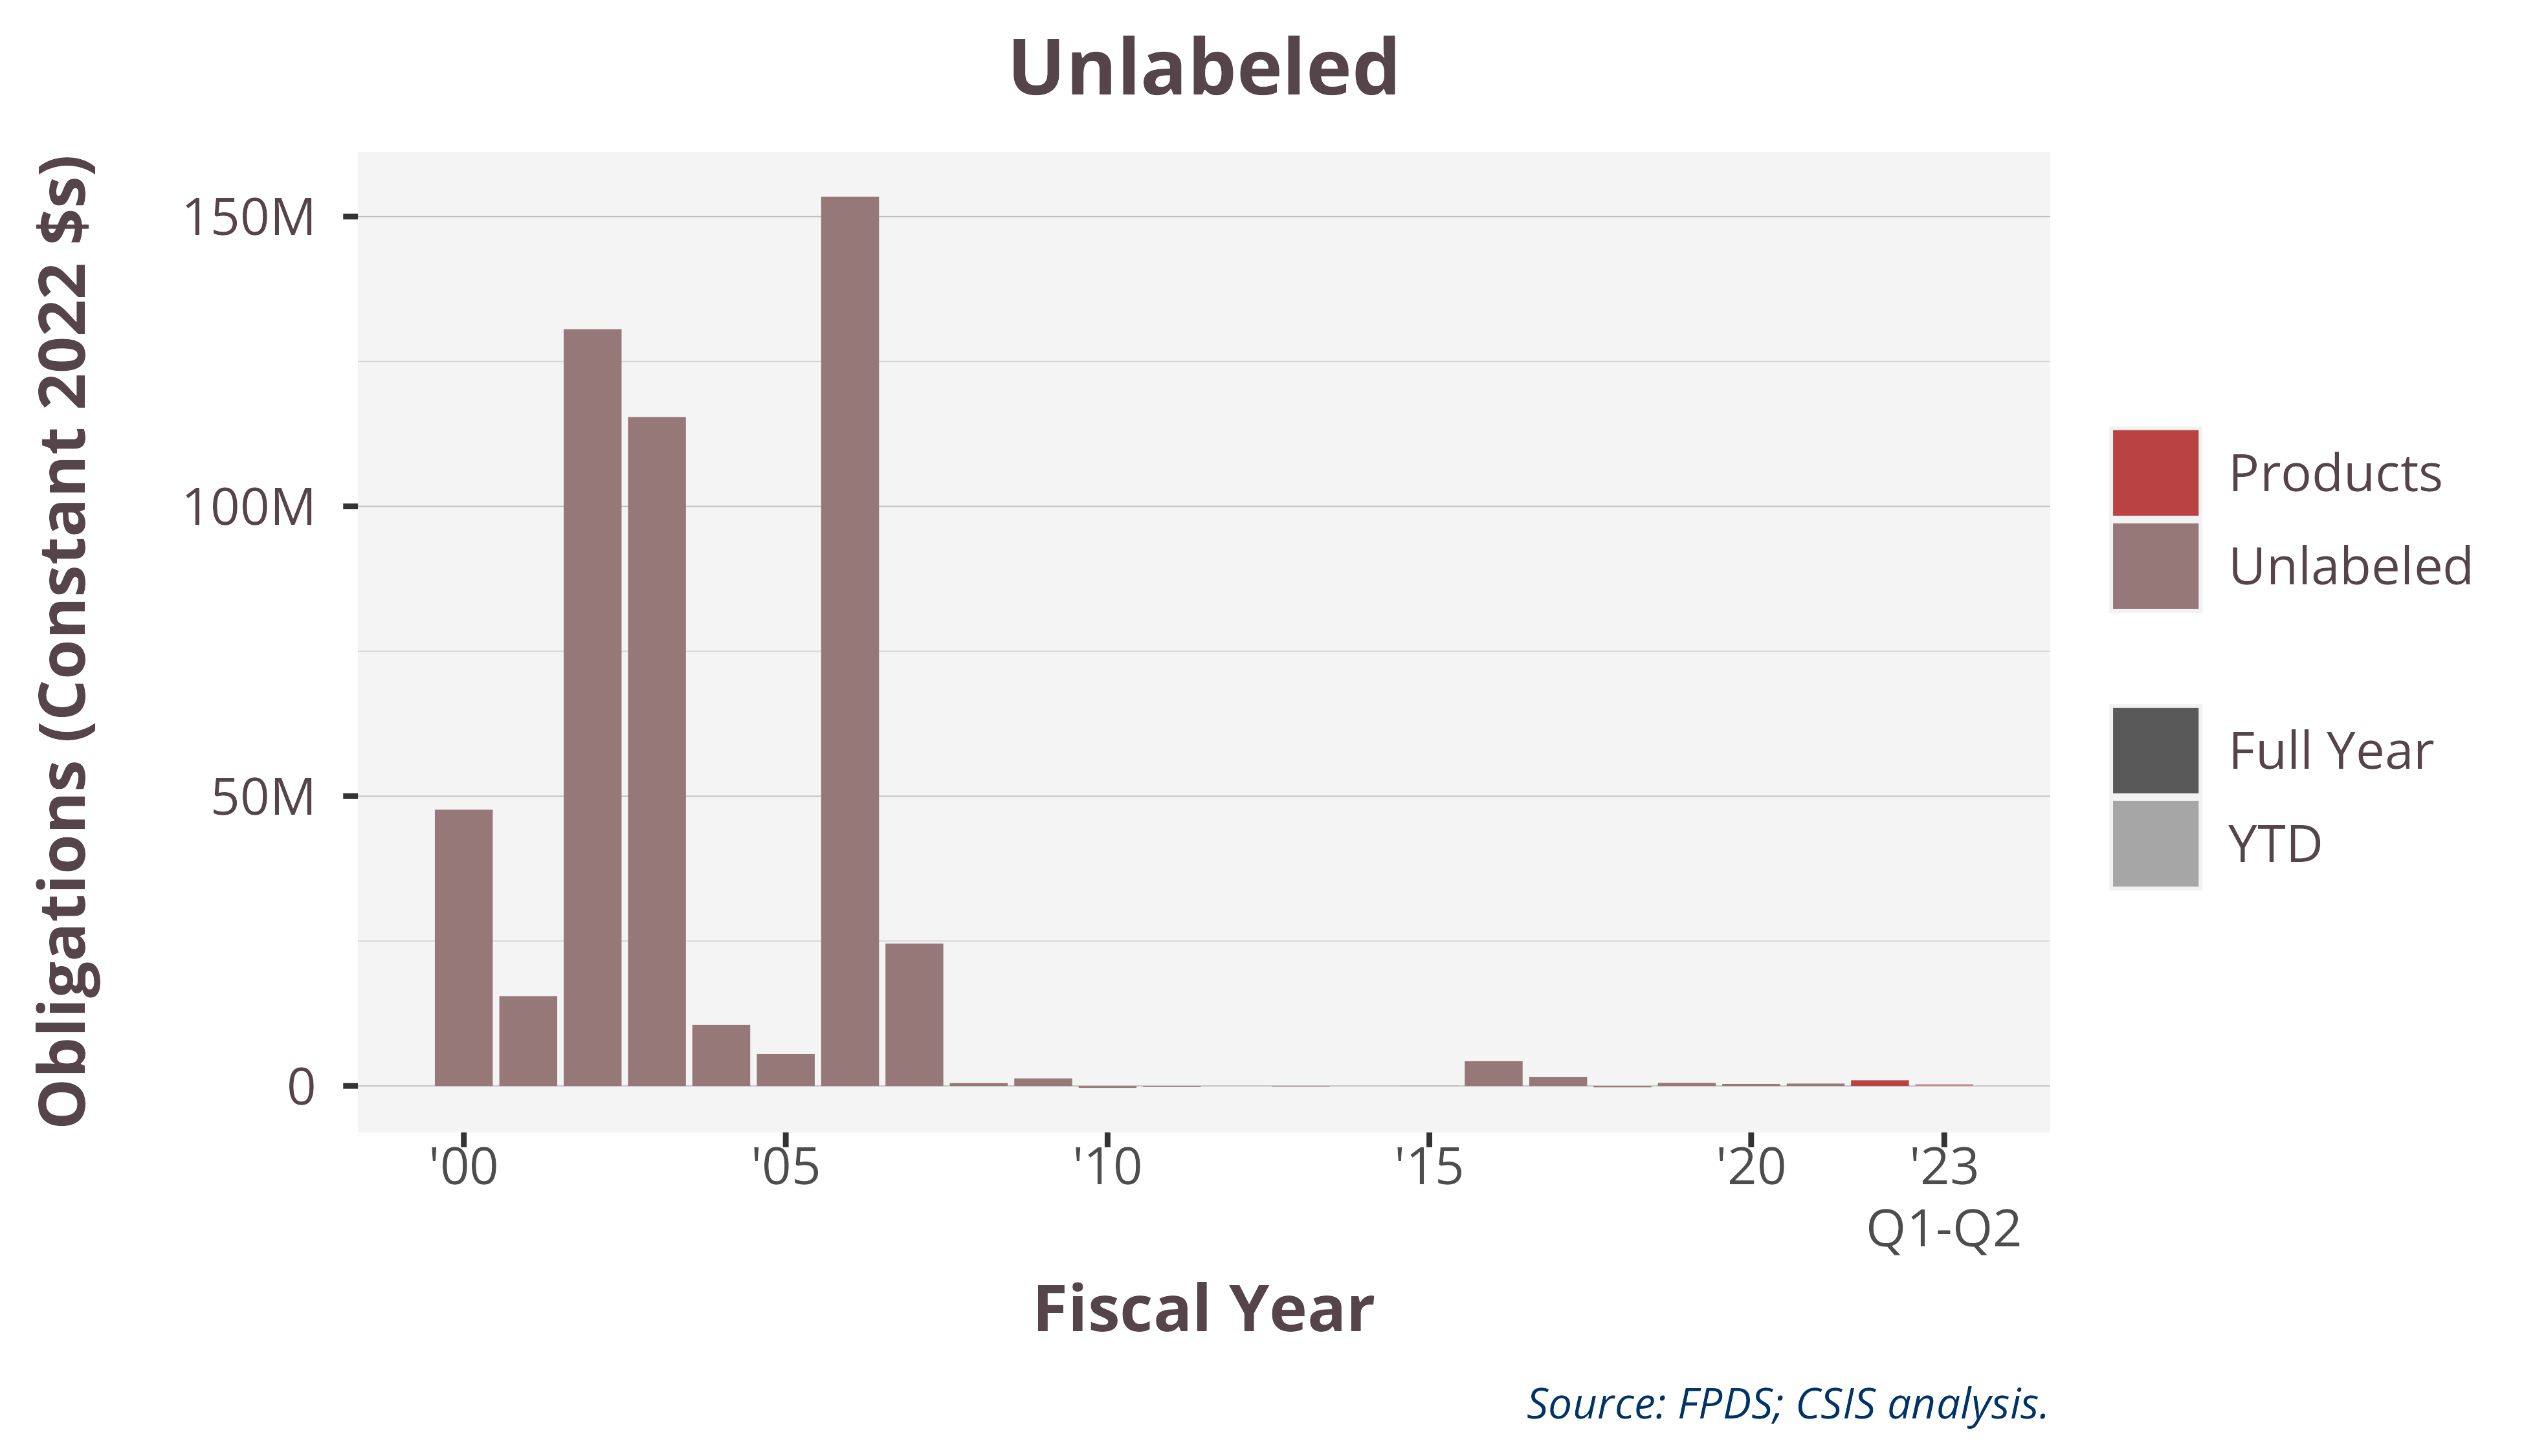 Unlabeled
Obligations (Constant 2022 $s)
150M
100M
50M
0
'00 '05 '10 '15 '20 '23
Q1-Q2
Fiscal Year
Products
Unlabeled
Full Year
YTD
Source: FPDS; CSIS analysis.